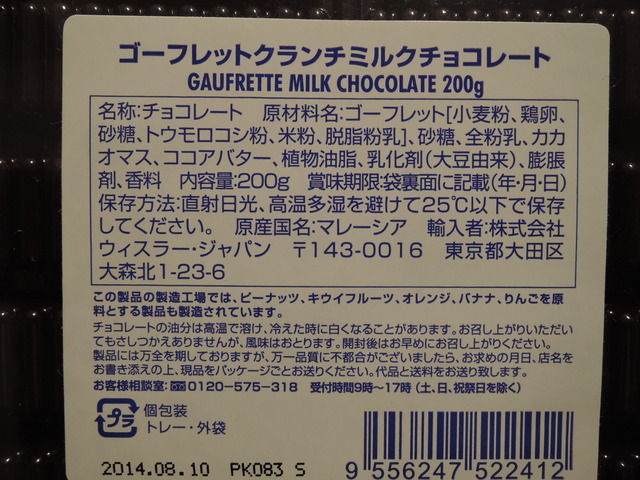 ゴーフレットクランチミルクチョコレート
GAUFRETTE MILK CHOCOLATE 200g
名称:チョコレート 原材料名:ゴーフレット[小麦粉、鶏卵、
砂糖、トウモロコシ粉、米粉、脱脂粉乳]、砂糖、全粉乳、カカ
オマス、ココアバター、植物油脂、乳化剤(大豆由来)、膨脹
剤、香料 内容量:200g 賞味期限:袋裏面に記載(年・月・日)
保存方法:直射日光、高温多湿を避けて25℃以下で保存
してください。 原産国名:マレーシア 輸入者:株式会社
ウィスラー・ジャパン 〒143-0016 東京都大田区
大森北1-23-6
この製品の製造工場では、ピーナッツ、キウイフルーツ、オレンジ、バナナ、りんごを原
料とする製品も製造されています。
チョコレートの油分は高温で溶け、冷えた時に白くなることがあります。お召し上がりいただい
てもさしつかえありませんが、風味はおとります。開封後はお早めにお召し上がりください。
製品には万全を期しておりますが、万一品質に不都合がございましたら、お求めの月日、店名を
お書き添えの上、現品をパッケージごとお送りください。代品と送料をお送り致します。
お客様相談室:0120-575-318 受付時間9時〜17時(土、日、祝祭日を除く)
プラ
個包装
トレー・外袋
2014.08.10 PK083 S
9 556247 522412